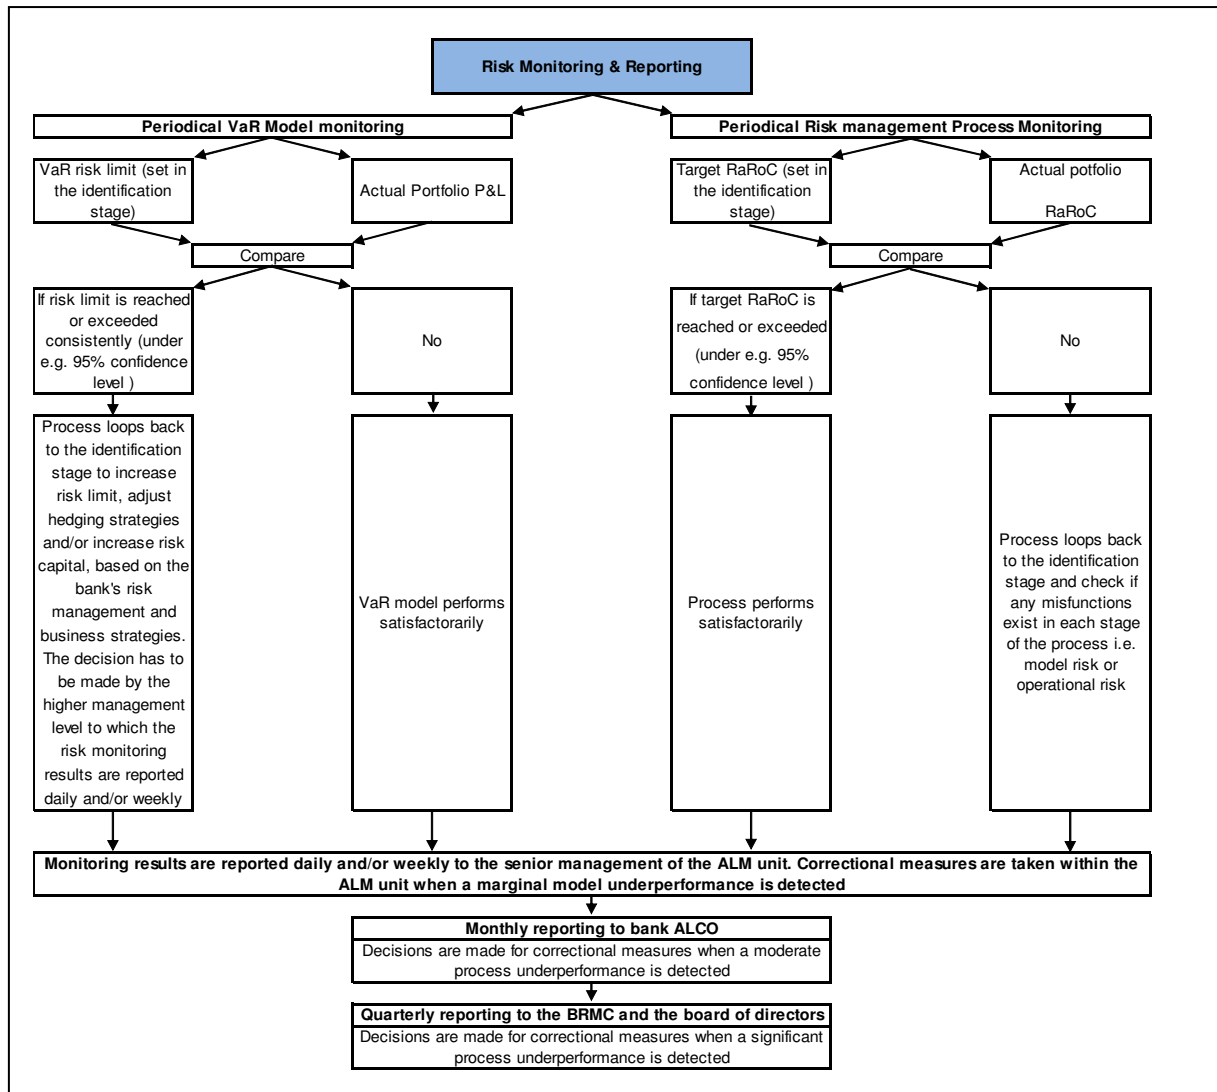 Risk Monitoring & Reporting
Periodical VaR Model monitoring
Periodical Risk management Process Monitoring
VaR risk limit (set in
the identification
stage)
Actual Portfolio P&L
Target RaRoC (set in
the identification
stage)
Actual potfolio
RaRoC
Compare
Compare
If risk limit is reached
or exceeded
consistently (under
e.g. 95% confidence
level )
No
If target RaRoC is
reached or exceeded
(under e.g. 95%
confidence level )
No
Process loops back
to the identification
stage to increase
risk limit, adjust
hedging strategies
and/or increase risk
capital, based on the
bank's risk
management and
business strategies.
The decision has to
be made by the
higher management
level to which the
risk monitoring
results are reported
daily and/or weekly
VaR model performs
satisfactorarily
Process performs
satisfactorarily
Process loops back
to the identification
stage and check if
any misfunctions
exist in each stage
of the process i.e.
model risk or
operational risk
Monitoring results are reported daily and/or weekly to the senior management of the ALM unit. Correctional measures are taken within the
ALM unit when a marginal model underperformance is detected
Monthly reporting to bank ALCO
Decisions are made for correctional measures when a moderate
process underperformance is detected
Quarterly reporting to the BRMC and the board of directors
Decisions are made for correctional measures when a significant
process underperformance is detected